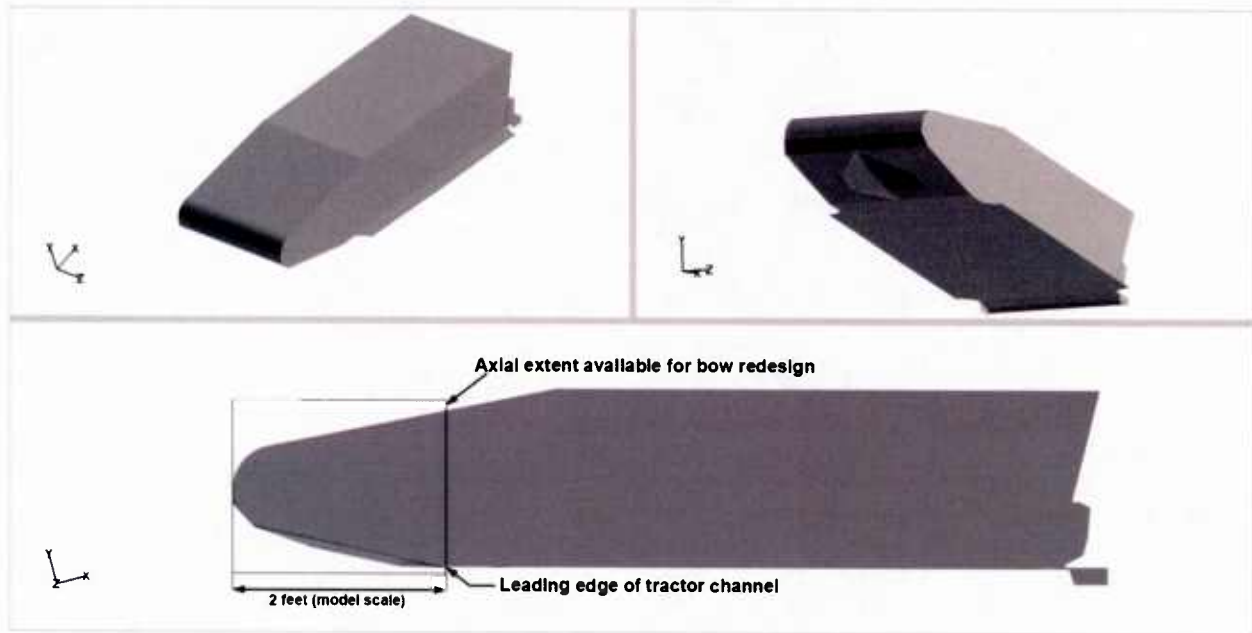 Y
X
Z
Y
X
Z
Axial extent available for bow redesign
Y
Z
X
Leading edge of tractor channel
2 feet (model scale)